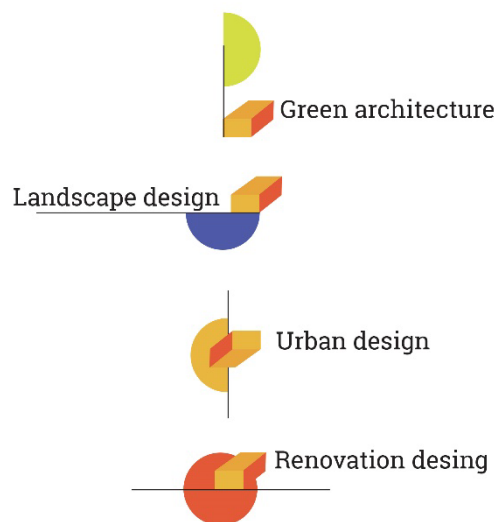 Green architecture
Landscape design
Urban design
Renovation desing